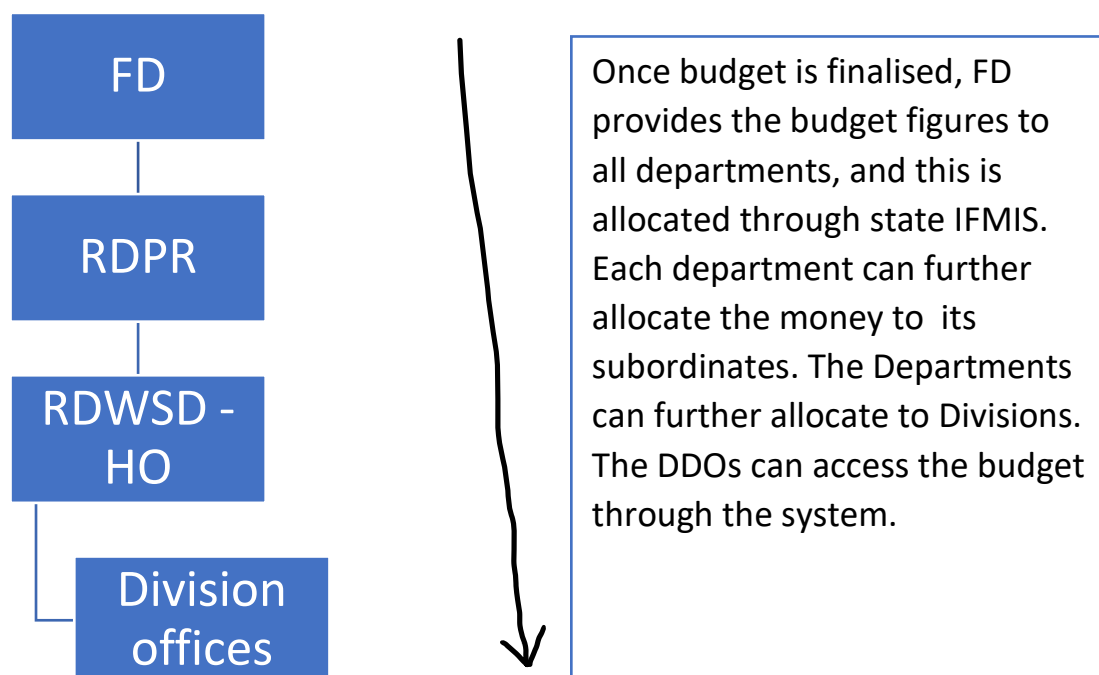 FD
RDPR
RDWSD -
HO
Division
offices
Once budget is finalised, FD
provides the budget figures to
all departments, and this is
allocated through state IFMIS.
Each department can further
allocate the money to  its
subordinates. The Departments
can further allocate to Divisions.
The DDOs can access the budget
through the system.